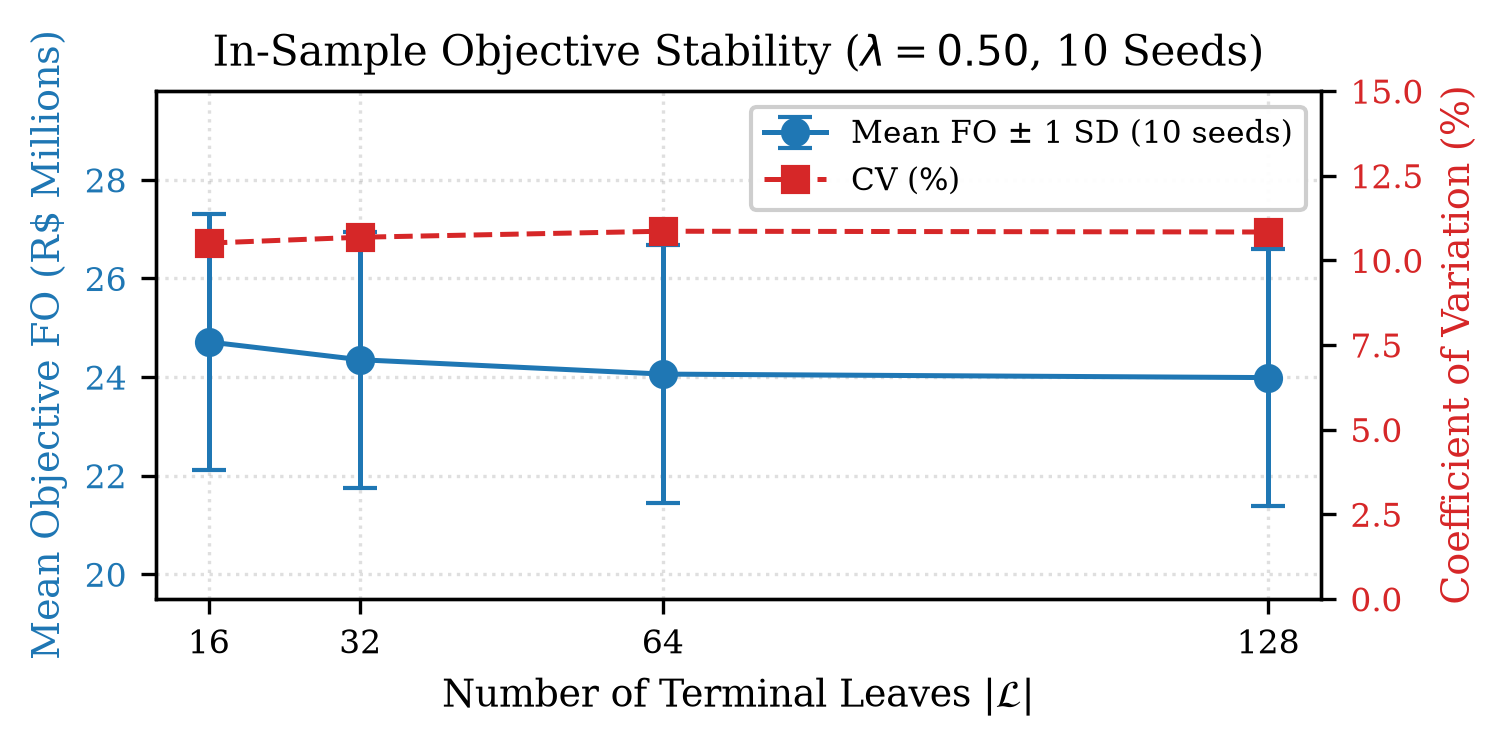 In-Sample Objective Stability (λ = 0.50, 10 Seeds)
Mean Objective FO (R$ Millions)
28
26
24
22
20
Mean FO ± 1 SD (10 seeds)
CV (%)
15.0
12.5
10.0
7.5
5.0
2.5
0.0
Coefficient of Variation (%)
16 32 64 128
Number of Terminal Leaves |ℒ|